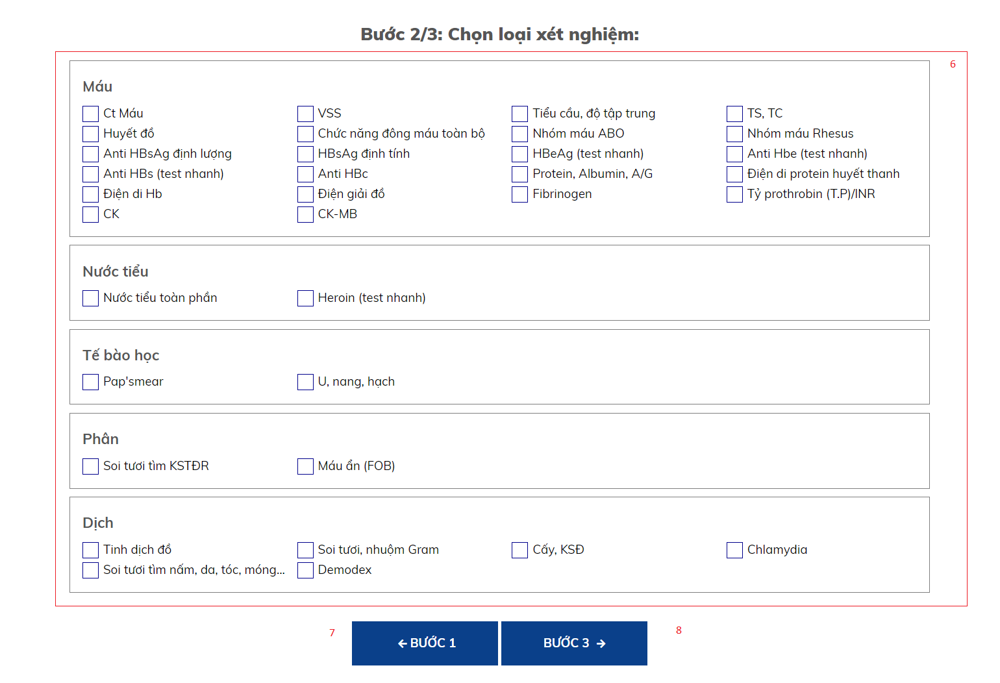 Bước 2/3: Chọn loại xét nghiệm:
6
Máu
Ct Máu VSS Tiểu cầu, độ tập trung TS, TC
Huyết đồ Chức năng đông máu toàn bộ Nhóm máu ABO Nhóm máu Rhesus
Anti HBsAg định lượng HBsAg định tính HBeAg (test nhanh) Anti Hbe (test nhanh)
Anti HBs (test nhanh) Anti HBc Protein, Albumin, A/G Điện di protein huyết thanh
Điện di Hb Điện giải đồ Fibrinogen Tỷ prothrobin (T.P)/INR
CK CK-MB
Nước tiểu
Nước tiểu toàn phần Heroin (test nhanh)
Tế bào học
Pap'smear U, nang, hạch
Phân
Soi tươi tìm KSTĐR Máu ẩn (FOB)
Dịch
Tinh dịch đồ Soi tươi, nhuộm Gram Cấy, KSĐ Chlamydia
Soi tươi tìm nấm, da, tóc, móng... Demodex
7 ← BƯỚC 1 BƯỚC 3 → 8